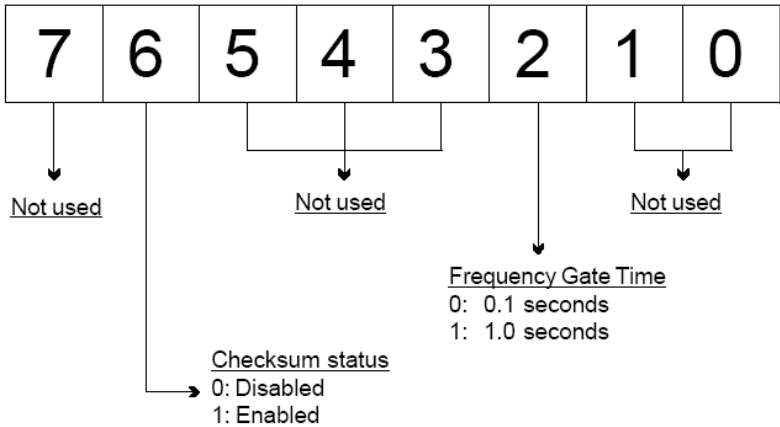 7 6 5 4 3 2 1 0
Not used
Not used
Not used
Frequency Gate Time
0: 0.1 seconds
1: 1.0 seconds
Checksum status
0: Disabled
1: Enabled